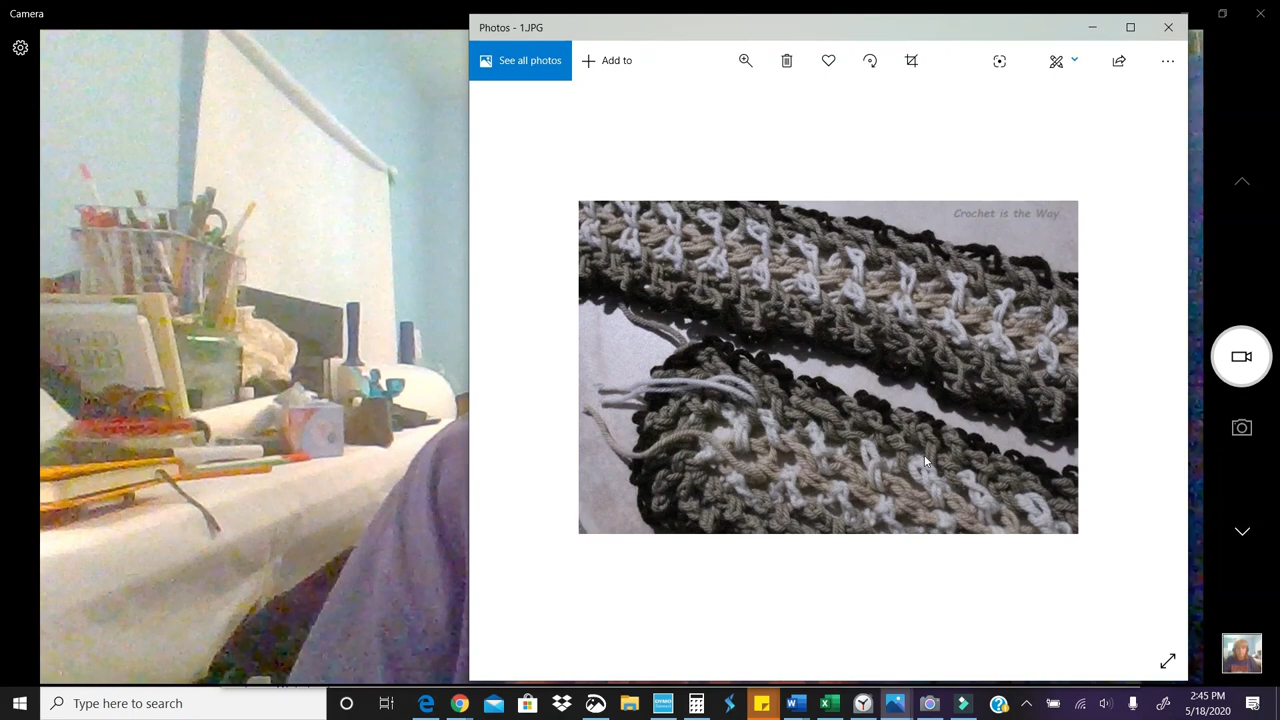 Camera
Photos - 1.JPG
See all photos
Add to
Crochet is the Way
Type here to search
DYMO
2:45 PM
5/18/2020